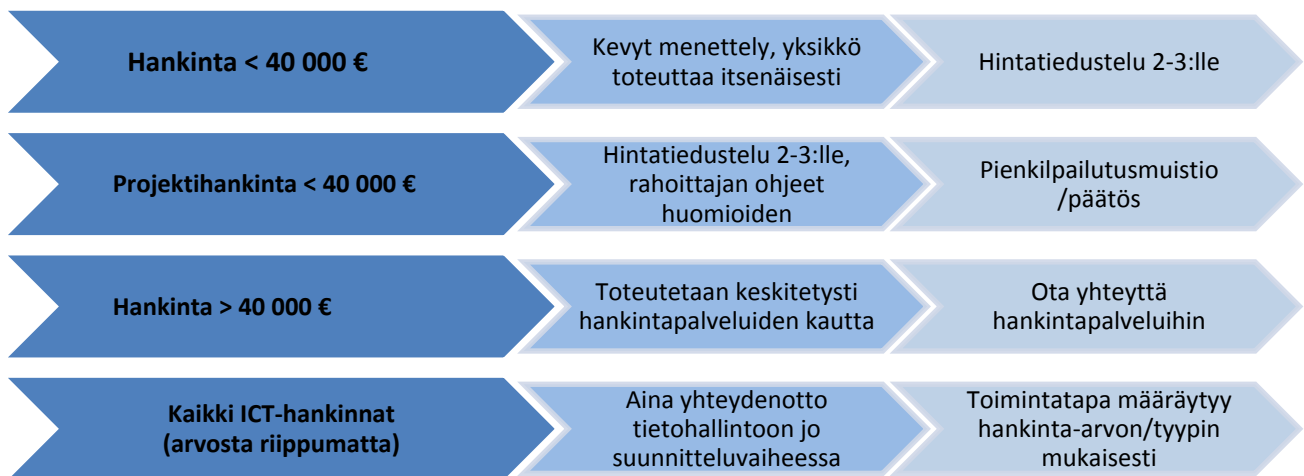 Hankinta < 40 000 €
Kevyt menettely, yksikkö
toteuttaa itsenäisesti
Hintatiedustelu 2-3:lle
Projektihankinta < 40 000 €
Hintatiedustelu 2-3:lle,
rahoittajan ohjeet
huomioiden
Pienkilpailutusmuistio
/päätös
Hankinta > 40 000 €
Toteutetaan keskitetysti
hankintapalveluiden kautta
Ota yhteyttä
hankintapalveluihin
Kaikki ICT-hankinnat
(arvosta riippumatta)
Aina yhteydenotto
tietohallintoon jo
suunnitteluvaiheessa
Toimintatapa määräytyy
hankinta-arvon/tyypin
mukaisesti